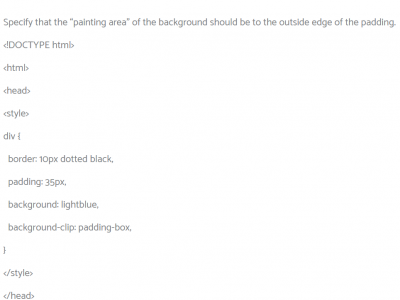 Specify that the "painting area" of the background should be to the outside edge of the padding.
<!DOCTYPE html>
<html>
<head>
<style>
div {
border: 10px dotted black,
padding: 35px,
background: lightblue,
background-clip: padding-box,
}
</style>
</head>